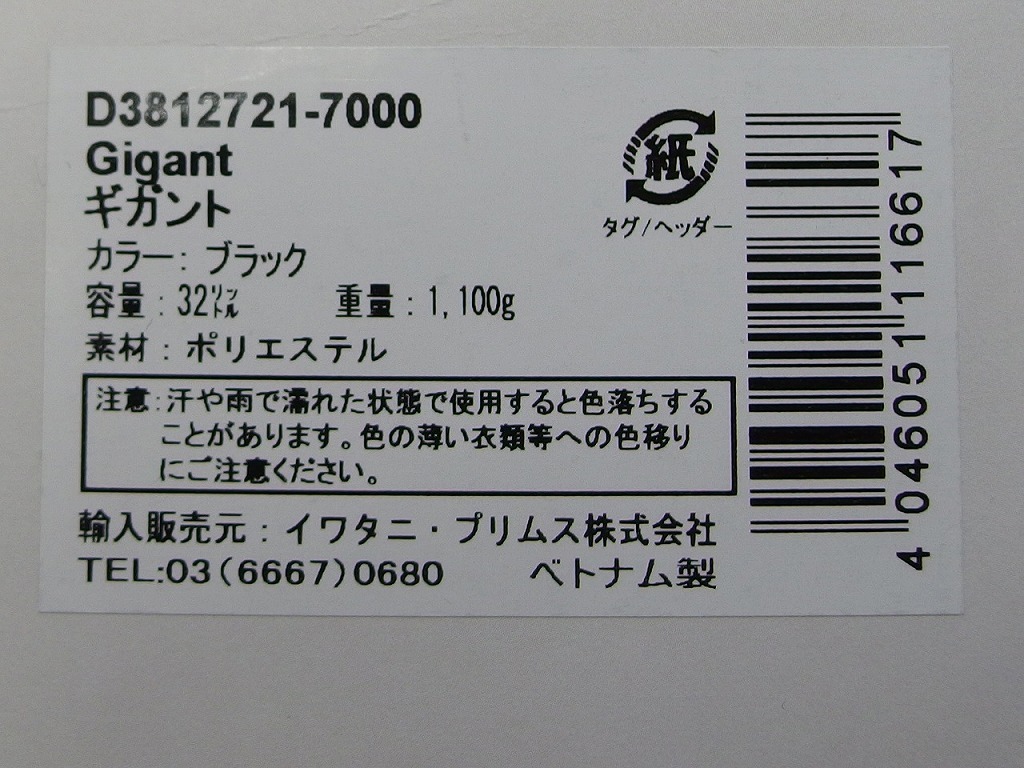 D3812721-7000
Gigant
ギガント
カラー: ブラック
容量：32㍑ 重量：1,100g
素材：ポリエステル
注意:汗や雨で濡れた状態で使用すると色落ちする
ことがあります。色の薄い衣類等への色移り
にご注意ください。
輸入販売元：イワタニ・プリムス株式会社
TEL:03(6667)0680 ベトナム製
紙
タグ/ヘッダー
4 046051 116617